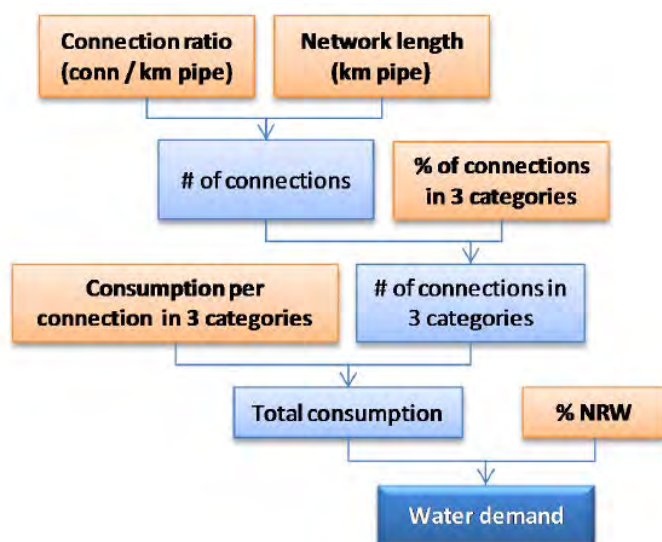 Connection ratio
(conn / km pipe)
Network length
(km pipe)
# of connections
% of connections
in 3 categories
Consumption per
connection in 3 categories
# of connections in
3 categories
Total consumption
% NRW
Water demand